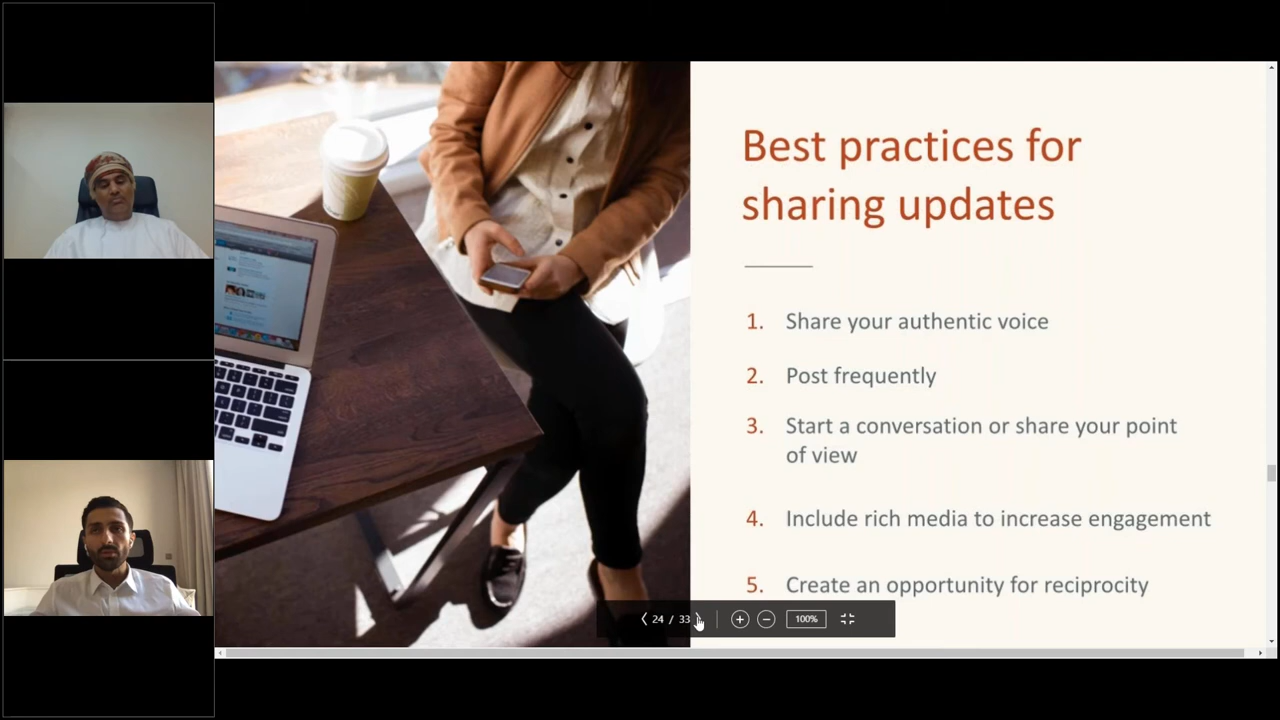 Best practices for
sharing updates
1. Share your authentic voice
2. Post frequently
3. Start a conversation or share your point
of view
4. Include rich media to increase engagement
5. Create an opportunity for reciprocity
24 / 33
100%